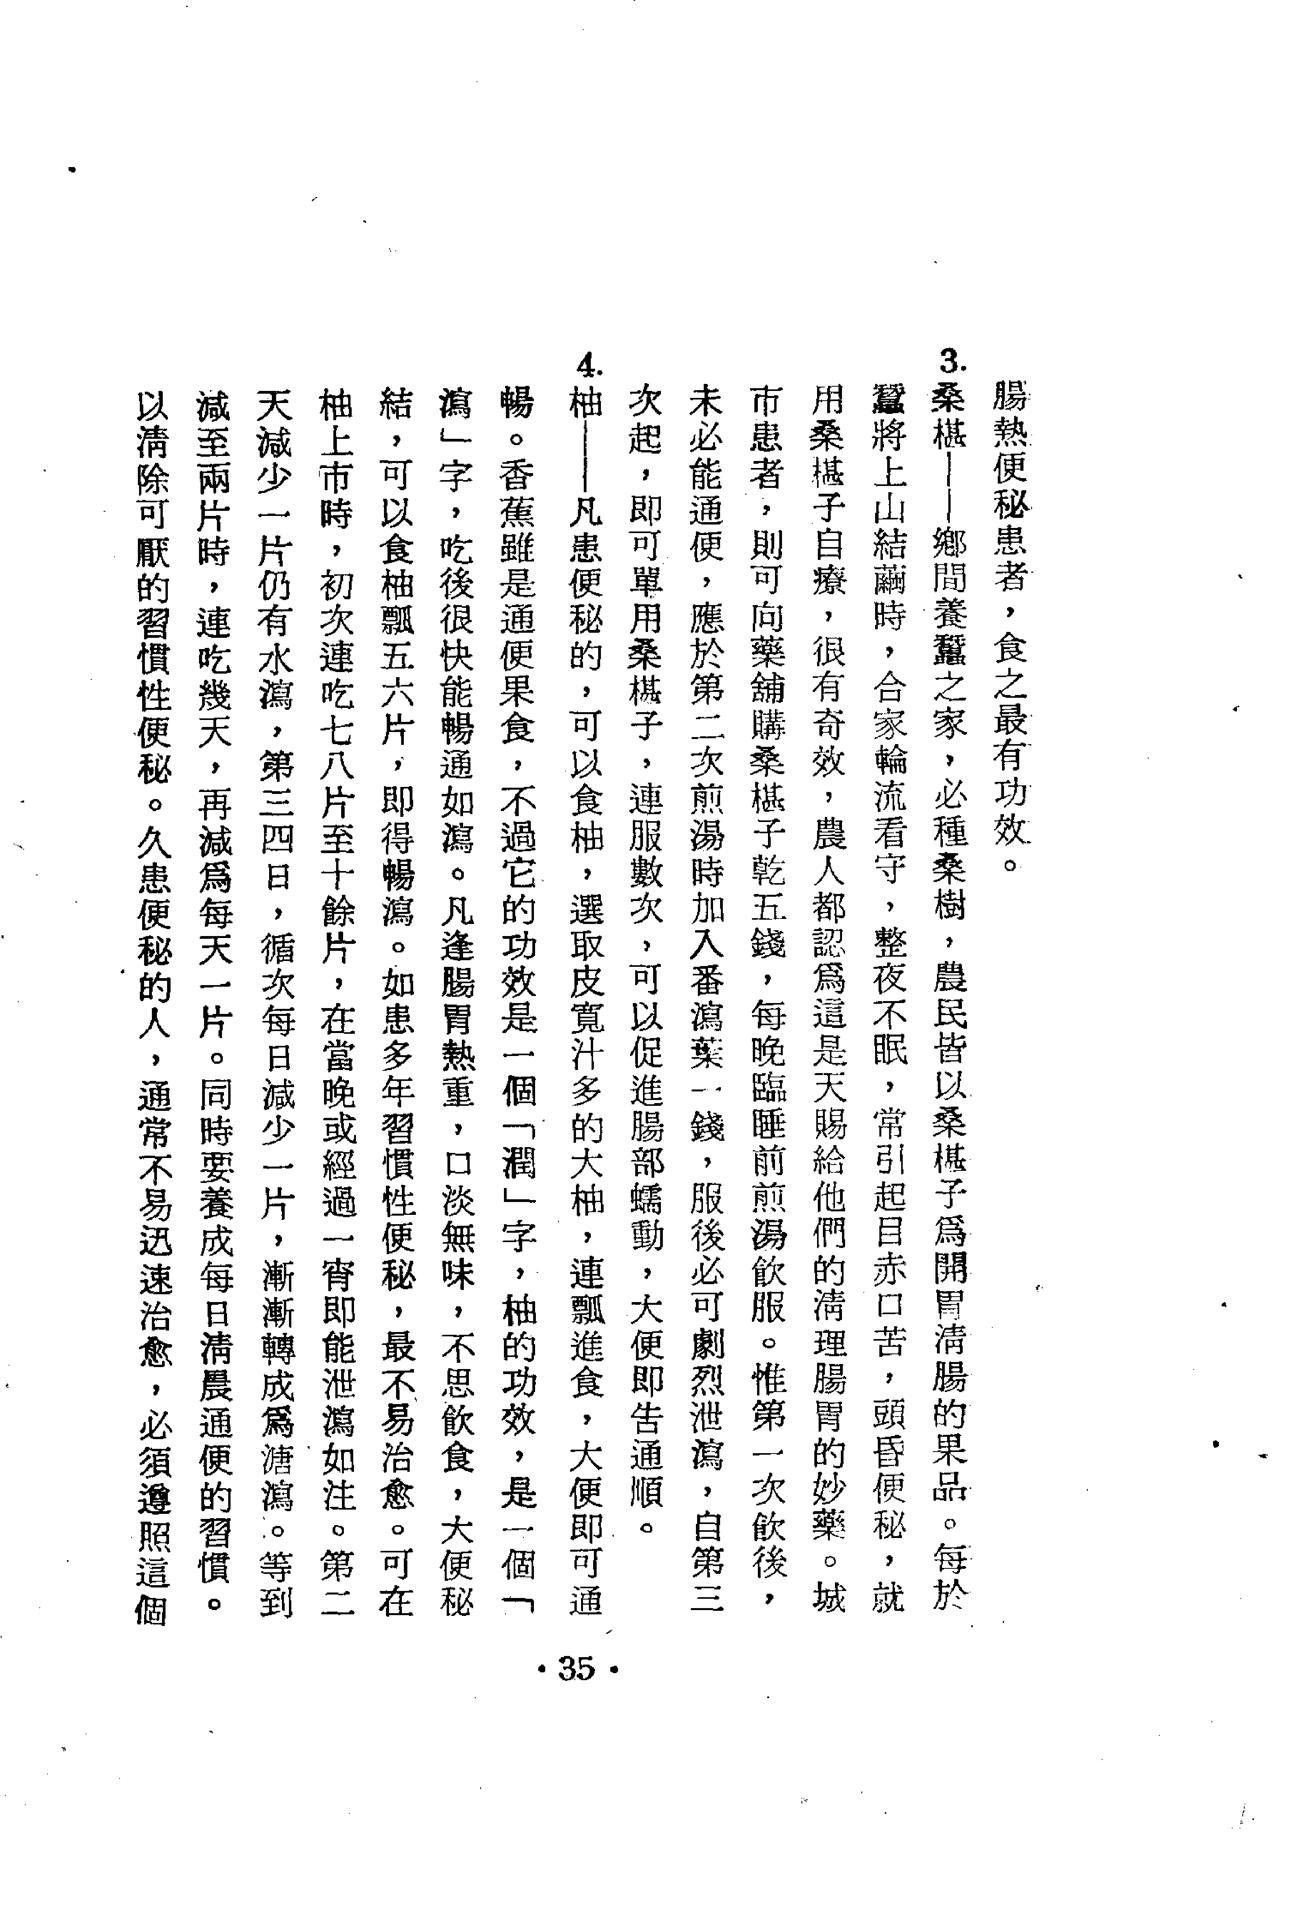 腸熱便秘患者，食之最有功效。
3. 桑椹——鄉間養蠶之家，必種桑樹，農民皆以桑椹子爲開胃淸腸的果品。每於
蠶將上山結繭時，合家輪流看守，整夜不眠，常引起目赤口苦，頭昏便秘，就
用桑椹子自療，很有奇效，農人都認爲這是天賜給他們的淸理腸胃的妙藥。城
市患者，則可向藥舖購桑椹子乾五錢，每晚臨睡前煎湯飮服。惟第一次飮後，
未必能通便，應於第二次煎湯時加入番瀉葉一錢，服後必可劇烈泄瀉，自第三
次起，即可單用桑椹子，連服數次，可以促進腸部蠕動，大便即吿通順。
4. 柚——凡患便秘的，可以食柚，選取皮寬汁多的大柚，連瓢進食，大便即可通
暢。香蕉雖是通便果食，不過它的功效是一個「潤」字，柚的功效，是一個「
瀉」字，吃後很快能暢通如瀉。凡逢腸胃熱重，口淡無味，不思飮食，大便秘
結，可以食柚瓢五六片，即得暢瀉。如患多年習慣性便秘，最不易治愈。可在
柚上市時，初次連吃七八片至十餘片，在當晚或經過一宵即能泄瀉如注。第二
天減少一片仍有水瀉，第三四日，循次每日減少一片，漸漸轉成爲溏瀉。等到
減至兩片時，連吃幾天，再減爲每天一片。同時要養成每日淸晨通便的習慣。
以淸除可厭的習慣性便秘。久患便秘的人，通常不易迅速治愈，必須遵照這個
·35·